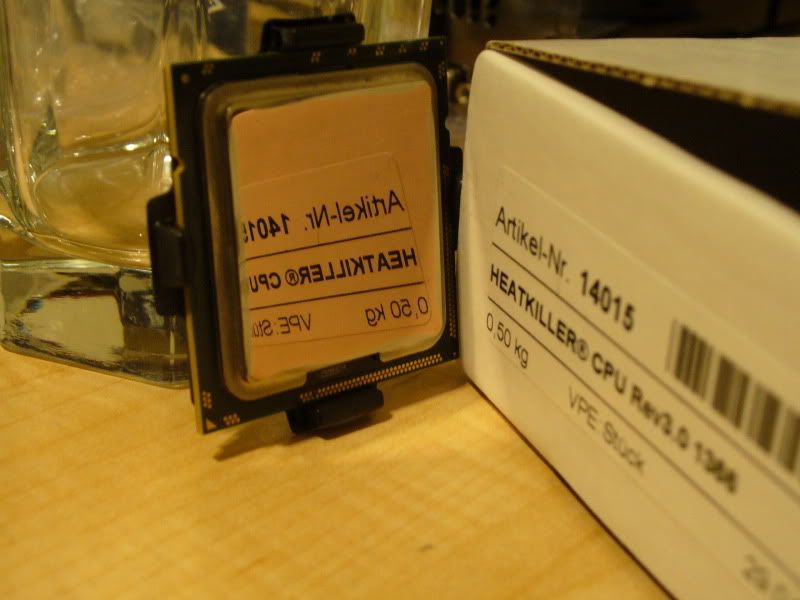 Artikel-Nr. 1401
HEATKILLER® CPU
0,50 kg VPE:Stü
Artikel-Nr. 14015
HEATKILLER® CPU Rev3.0 1366
0,50 kg VPE Stück